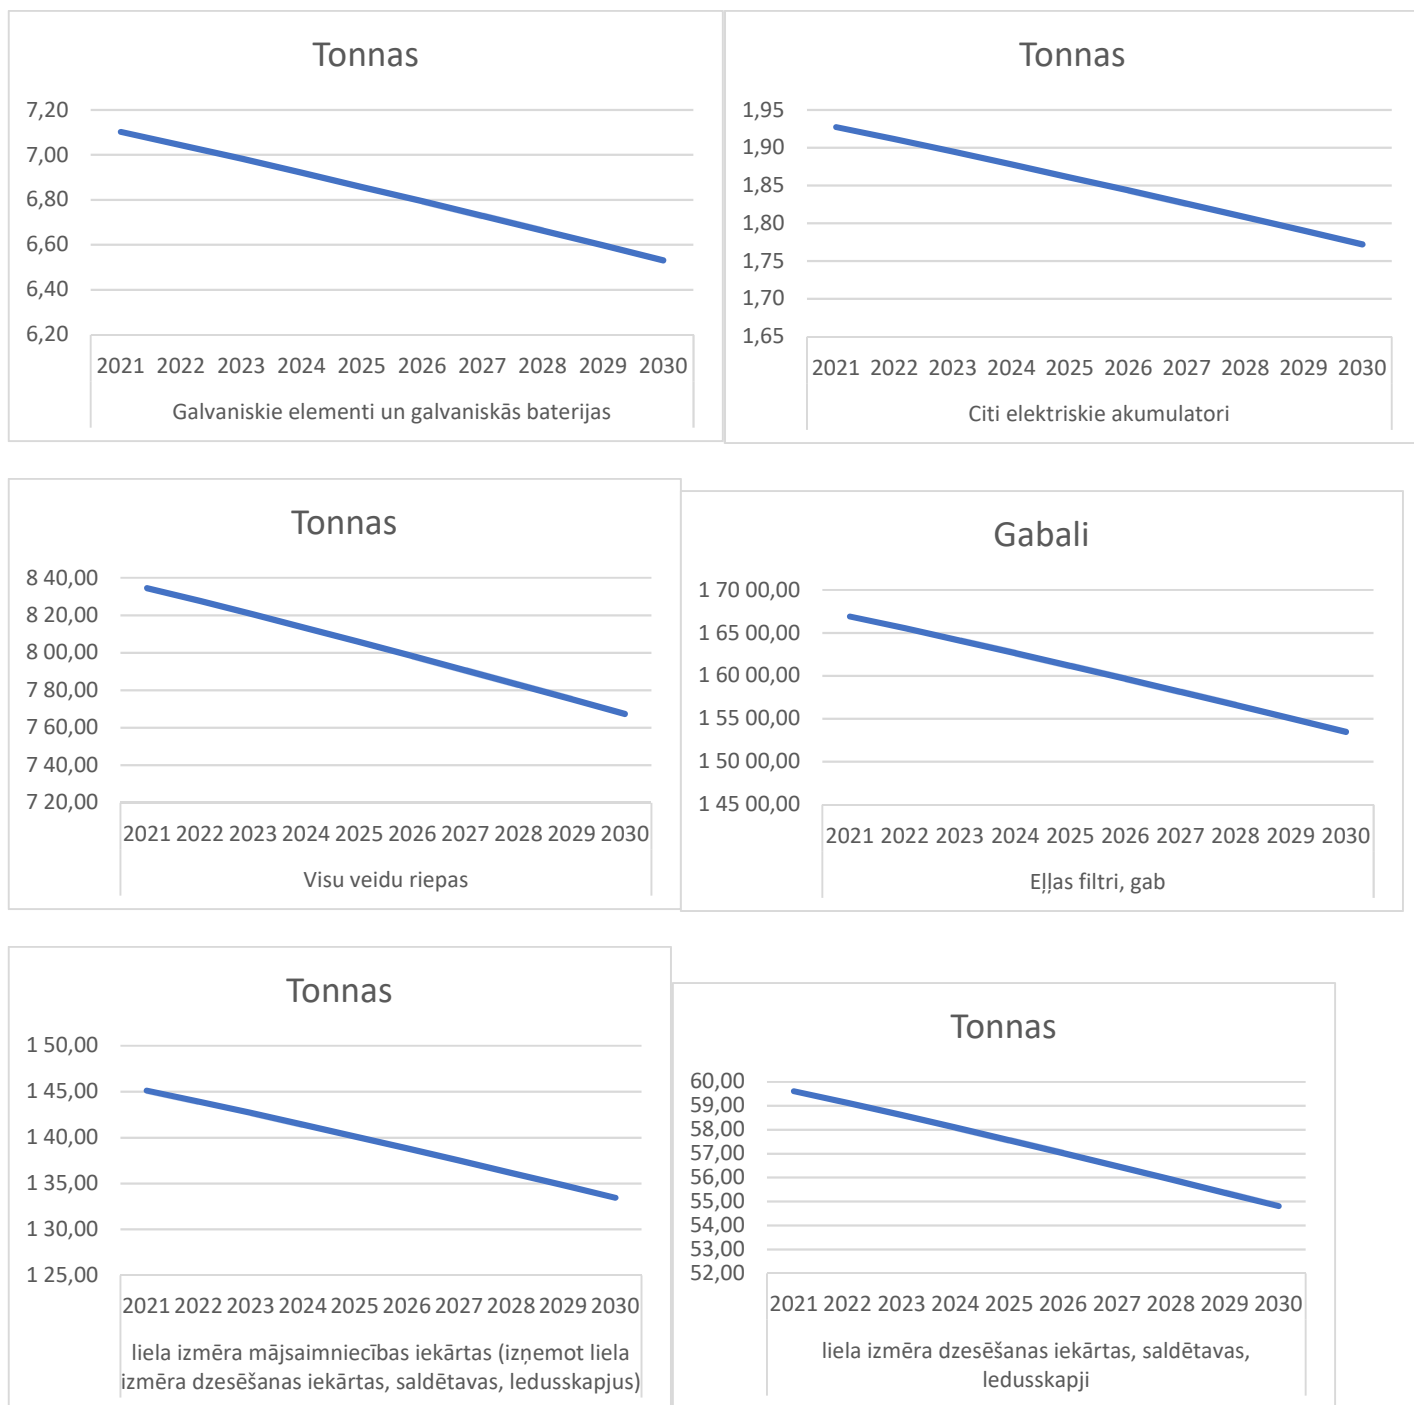 Tonnas
7,20
7,00
6,80
6,60
6,40
6,20
2021 2022 2023 2024 2025 2026 2027 2028 2029 2030
Galvaniskie elementi un galvaniskās baterijas
Tonnas
1,95
1,90
1,85
1,80
1,75
1,70
1,65
2021 2022 2023 2024 2025 2026 2027 2028 2029 2030
Citi elektriskie akumulatori
Tonnas
8 40,00
8 20,00
8 00,00
7 80,00
7 60,00
7 40,00
7 20,00
2021 2022 2023 2024 2025 2026 2027 2028 2029 2030
Visu veidu riepas
Gabali
1 70 00,00
1 65 00,00
1 60 00,00
1 55 00,00
1 50 00,00
1 45 00,00
2021 2022 2023 2024 2025 2026 2027 2028 2029 2030
Eļļas filtri, gab
Tonnas
1 50,00
1 45,00
1 40,00
1 35,00
1 30,00
1 25,00
2021 2022 2023 2024 2025 2026 2027 2028 2029 2030
liela izmēra mājsaimniecības iekārtas (izņemot liela
izmēra dzesēšanas iekārtas, saldētavas, ledusskapjus)
Tonnas
60,00
59,00
58,00
57,00
56,00
55,00
54,00
53,00
52,00
2021 2022 2023 2024 2025 2026 2027 2028 2029 2030
liela izmēra dzesēšanas iekārtas, saldētavas,
ledusskapji